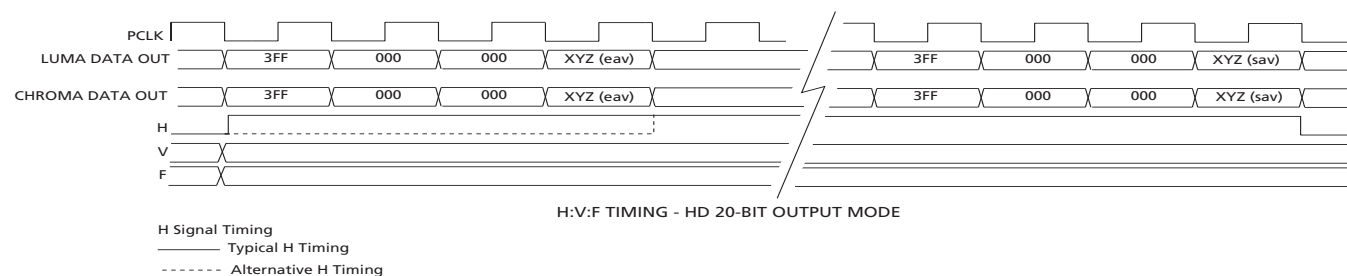 PCLK
LUMA DATA OUT 3FF 000 000 XYZ (eav) 3FF 000 000 XYZ (sav)
CHROMA DATA OUT 3FF 000 000 XYZ (eav) 3FF 000 000 XYZ (sav)
H
V
F
H:V:F TIMING - HD 20-BIT OUTPUT MODE
H Signal Timing
Typical H Timing
Alternative H Timing